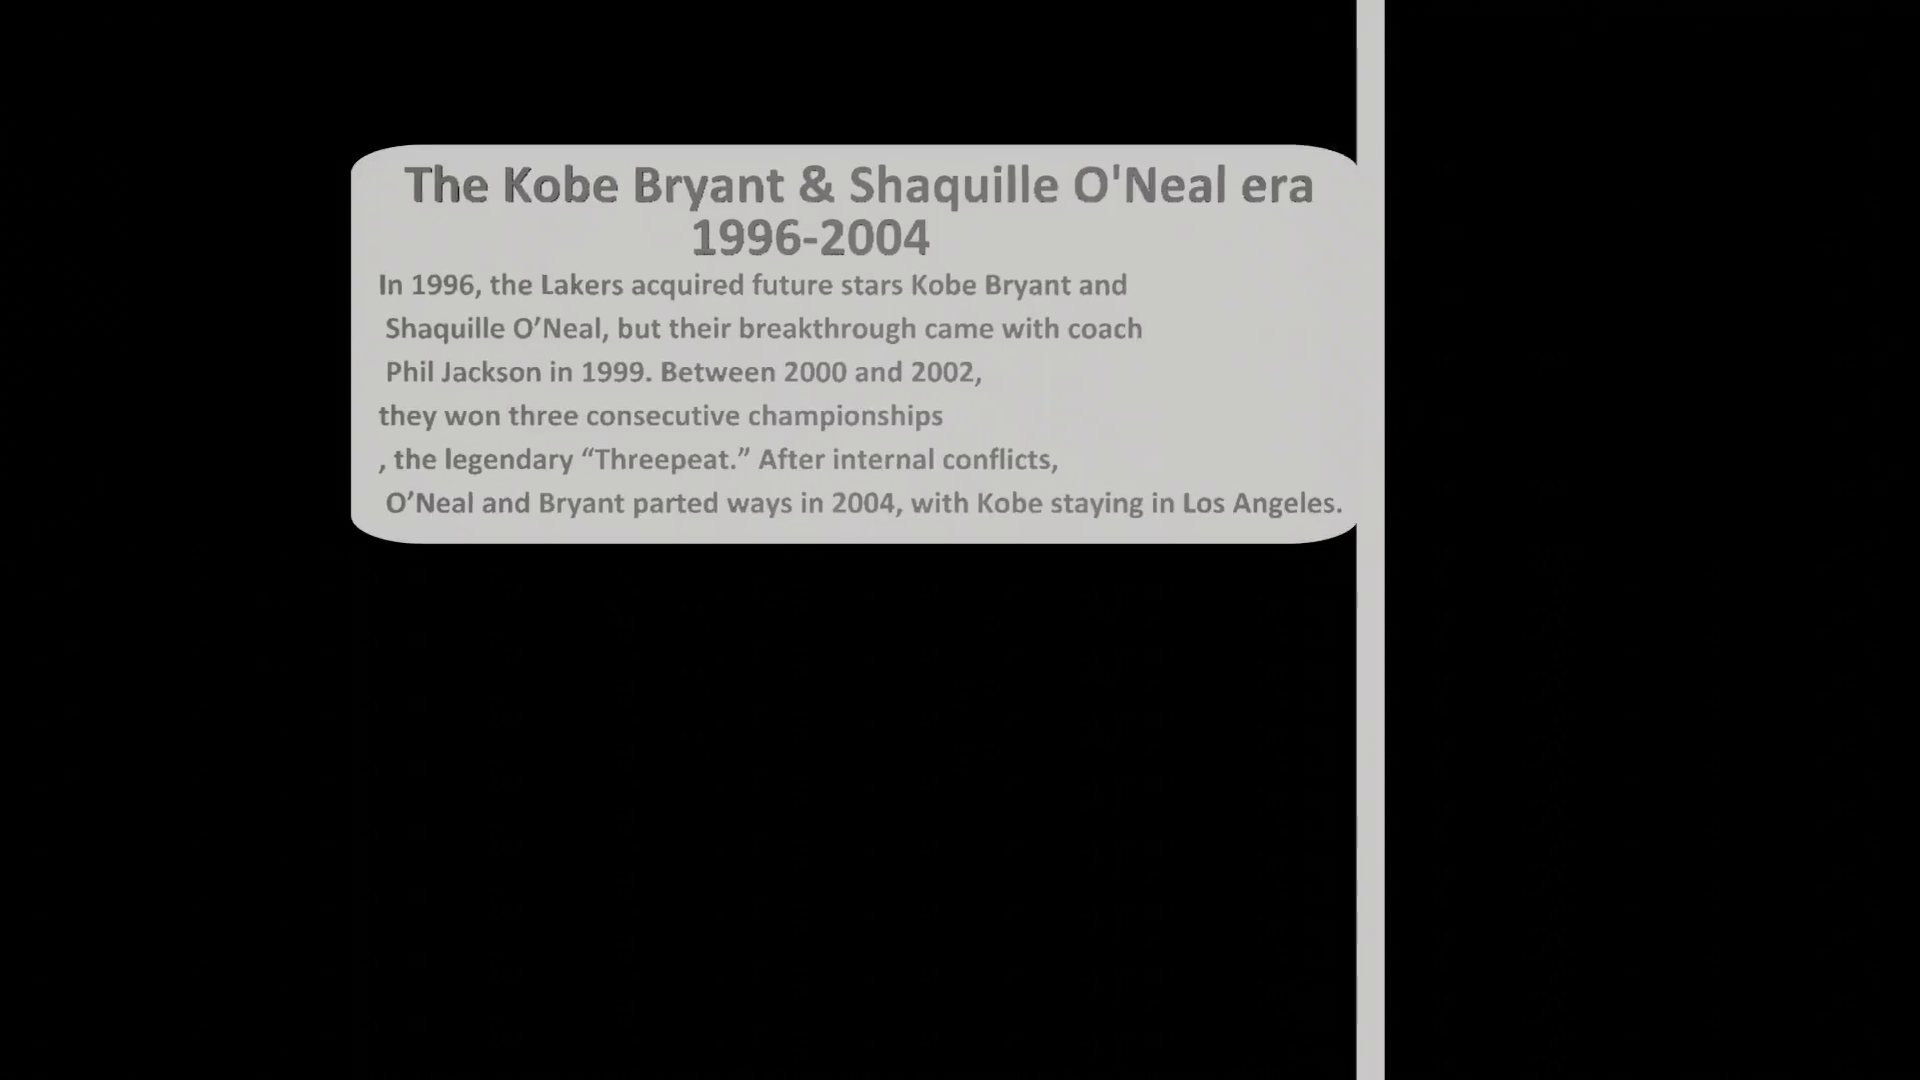 The Kobe Bryant & Shaquille O'Neal era
1996-2004
In 1996, the Lakers acquired future stars Kobe Bryant and
Shaquille O’Neal, but their breakthrough came with coach
Phil Jackson in 1999. Between 2000 and 2002,
they won three consecutive championships
, the legendary “Threepeat.” After internal conflicts,
O’Neal and Bryant parted ways in 2004, with Kobe staying in Los Angeles.